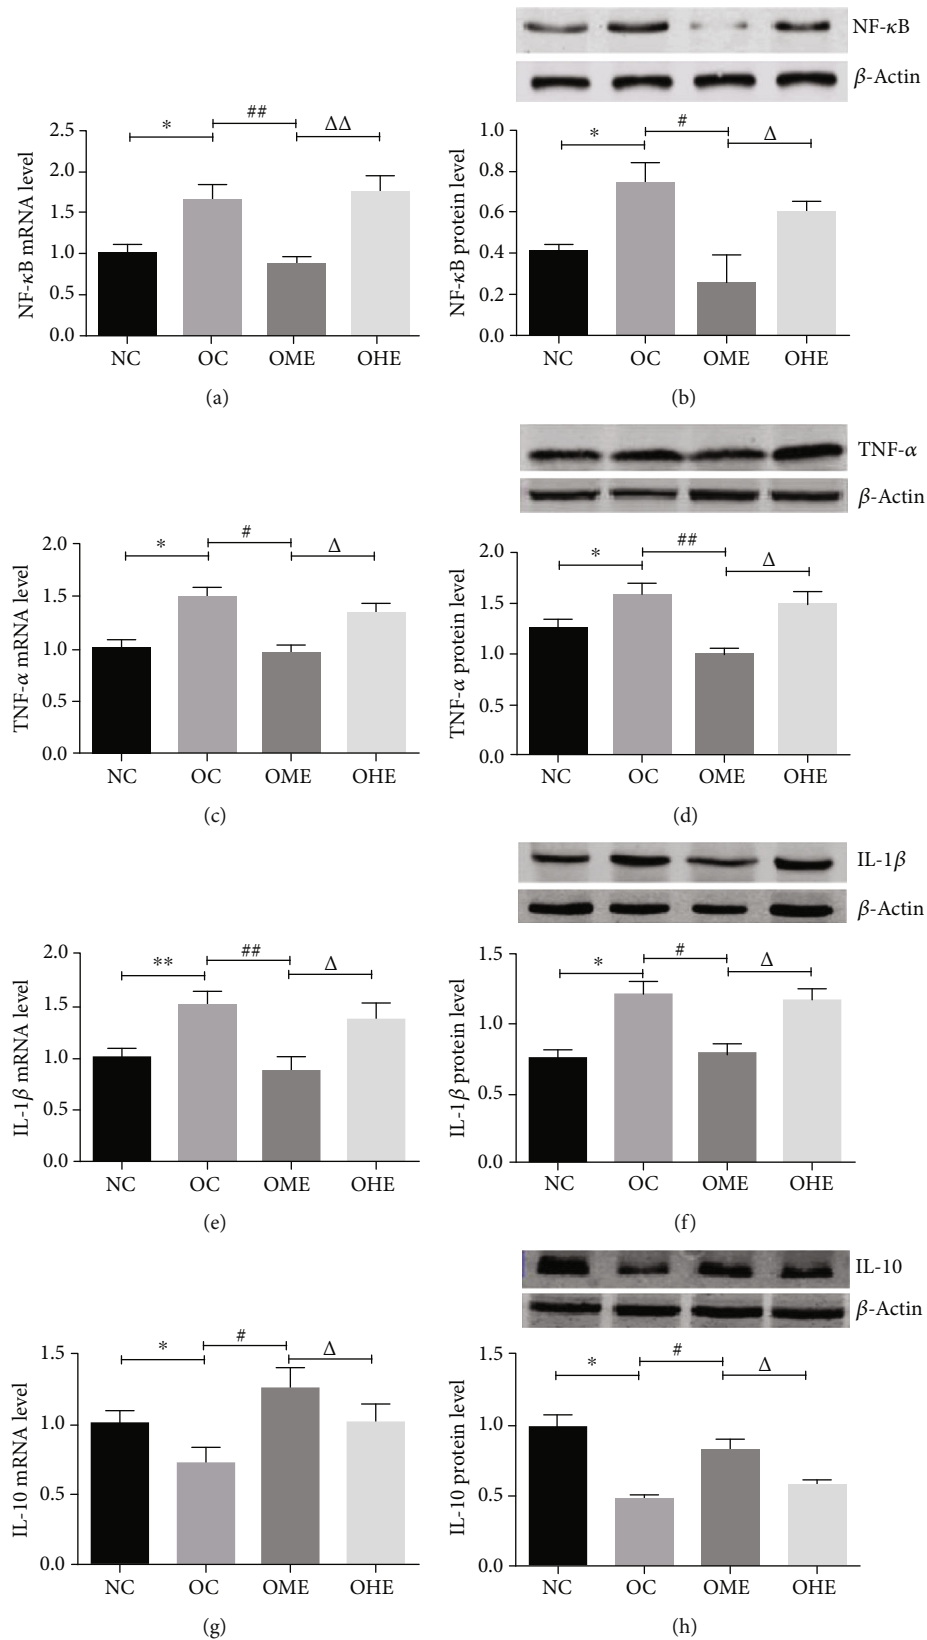 NF-κB
β-Actin
* ## ΔΔ
NF-κB mRNA level
2.5
2.0
1.5
1.0
0.5
0.0
NC OC OME OHE
(a)
* # Δ
NF-κB protein level
1.0
0.8
0.6
0.4
0.2
0.0
NC OC OME OHE
(b)
TNF-α
β-Actin
* # Δ
TNF-α mRNA level
2.0
1.5
1.0
0.5
0.0
NC OC OME OHE
(c)
* ## Δ
TNF-α protein level
2.0
1.5
1.0
0.5
0.0
NC OC OME OHE
(d)
IL-1β
β-Actin
** ## Δ
IL-1β mRNA level
2.0
1.5
1.0
0.5
0.0
NC OC OME OHE
(e)
* # Δ
IL-1β protein level
1.5
1.0
0.5
0.0
NC OC OME OHE
(f)
IL-10
β-Actin
* # Δ
IL-10 mRNA level
1.5
1.0
0.5
0.0
NC OC OME OHE
(g)
* # Δ
IL-10 protein level
1.5
1.0
0.5
0.0
NC OC OME OHE
(h)